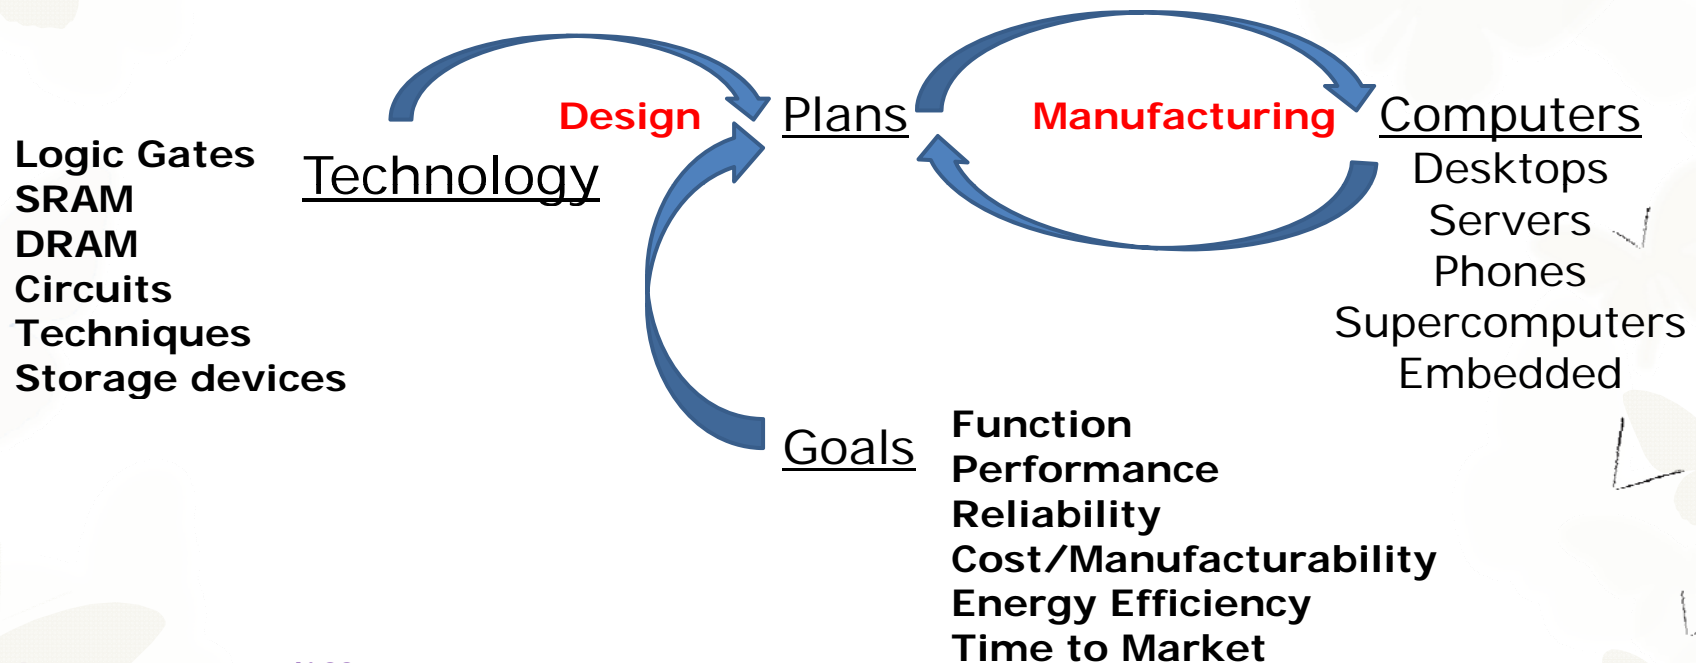 Design
Plans
Manufacturing
Computers
Logic Gates
SRAM
DRAM
Circuits
Techniques
Storage devices
Technology
Desktops
Servers
Phones
Supercomputers
Embedded
Goals
Function
Performance
Reliability
Cost/Manufacturability
Energy Efficiency
Time to Market